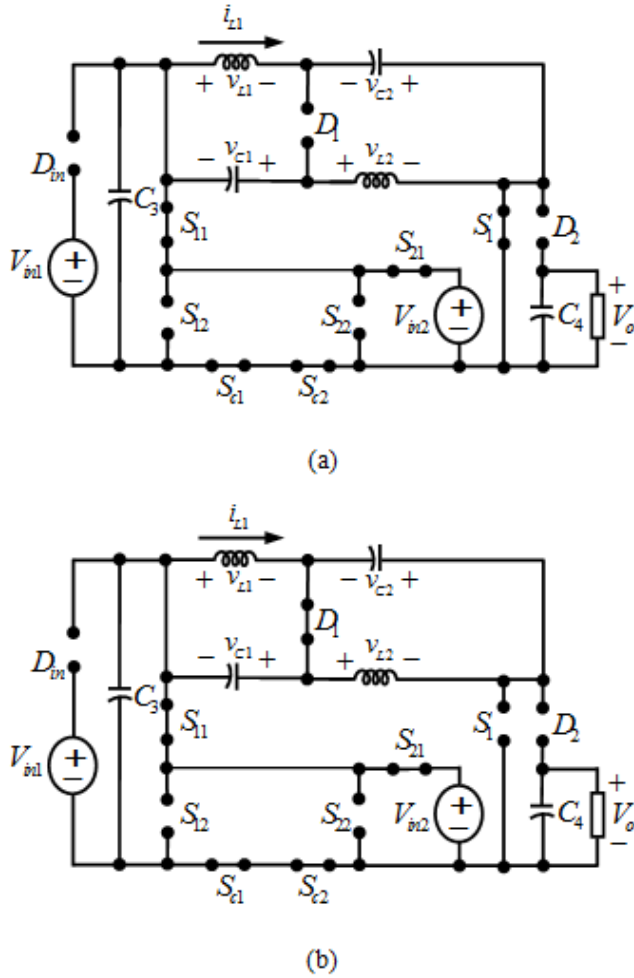 i_L1
+ v_L1 − − v_C2 +
D_1
D_in − v_C1 + + v_L2 −
C_3 S_11 S_1 D_2
V_in1 + − S_21 +
S_12 S_22 V_in2 + − C_4 V_o
−
S_c1 S_c2
(a)
i_L1
+ v_L1 − − v_C2 +
D_1
D_in − v_C1 + + v_L2 −
C_3 S_11 S_1 D_2
V_in1 + − S_21 +
S_12 S_22 V_in2 + − C_4 V_o
−
S_c1 S_c2
(b)